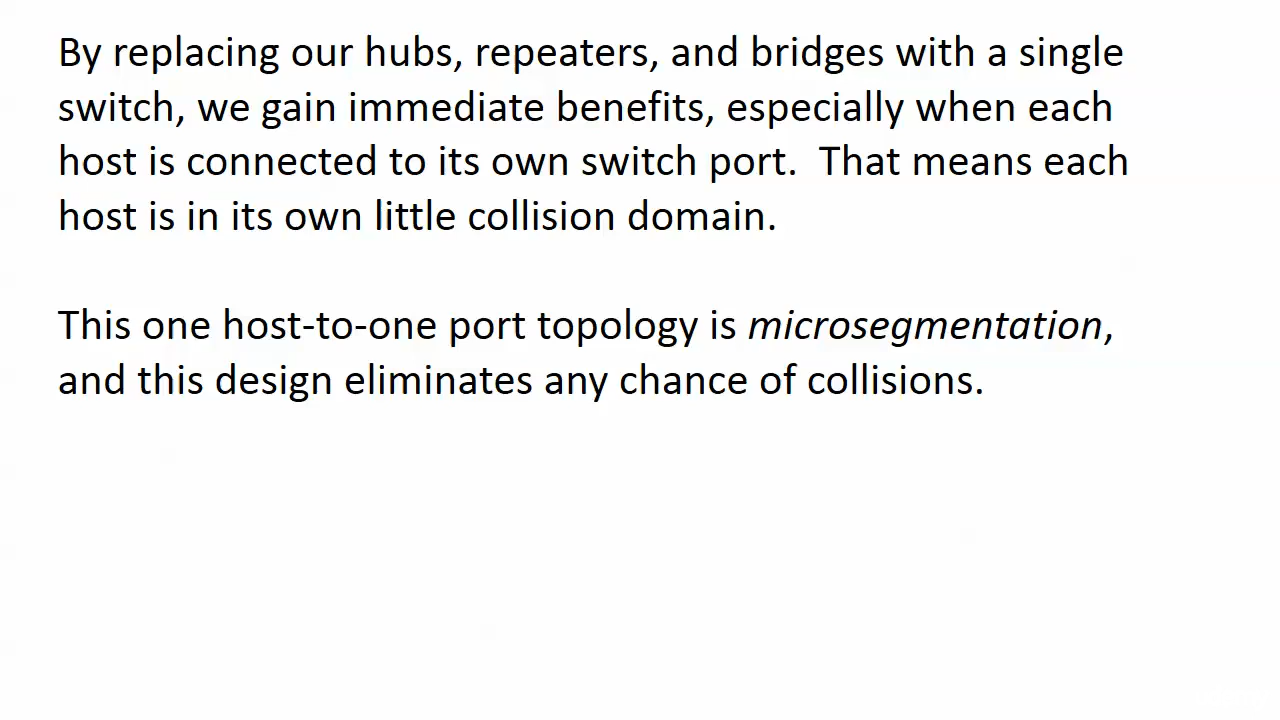 By replacing our hubs, repeaters, and bridges with a single
switch, we gain immediate benefits, especially when each
host is connected to its own switch port.  That means each
host is in its own little collision domain.
This one host-to-one port topology is microsegmentation,
and this design eliminates any chance of collisions.